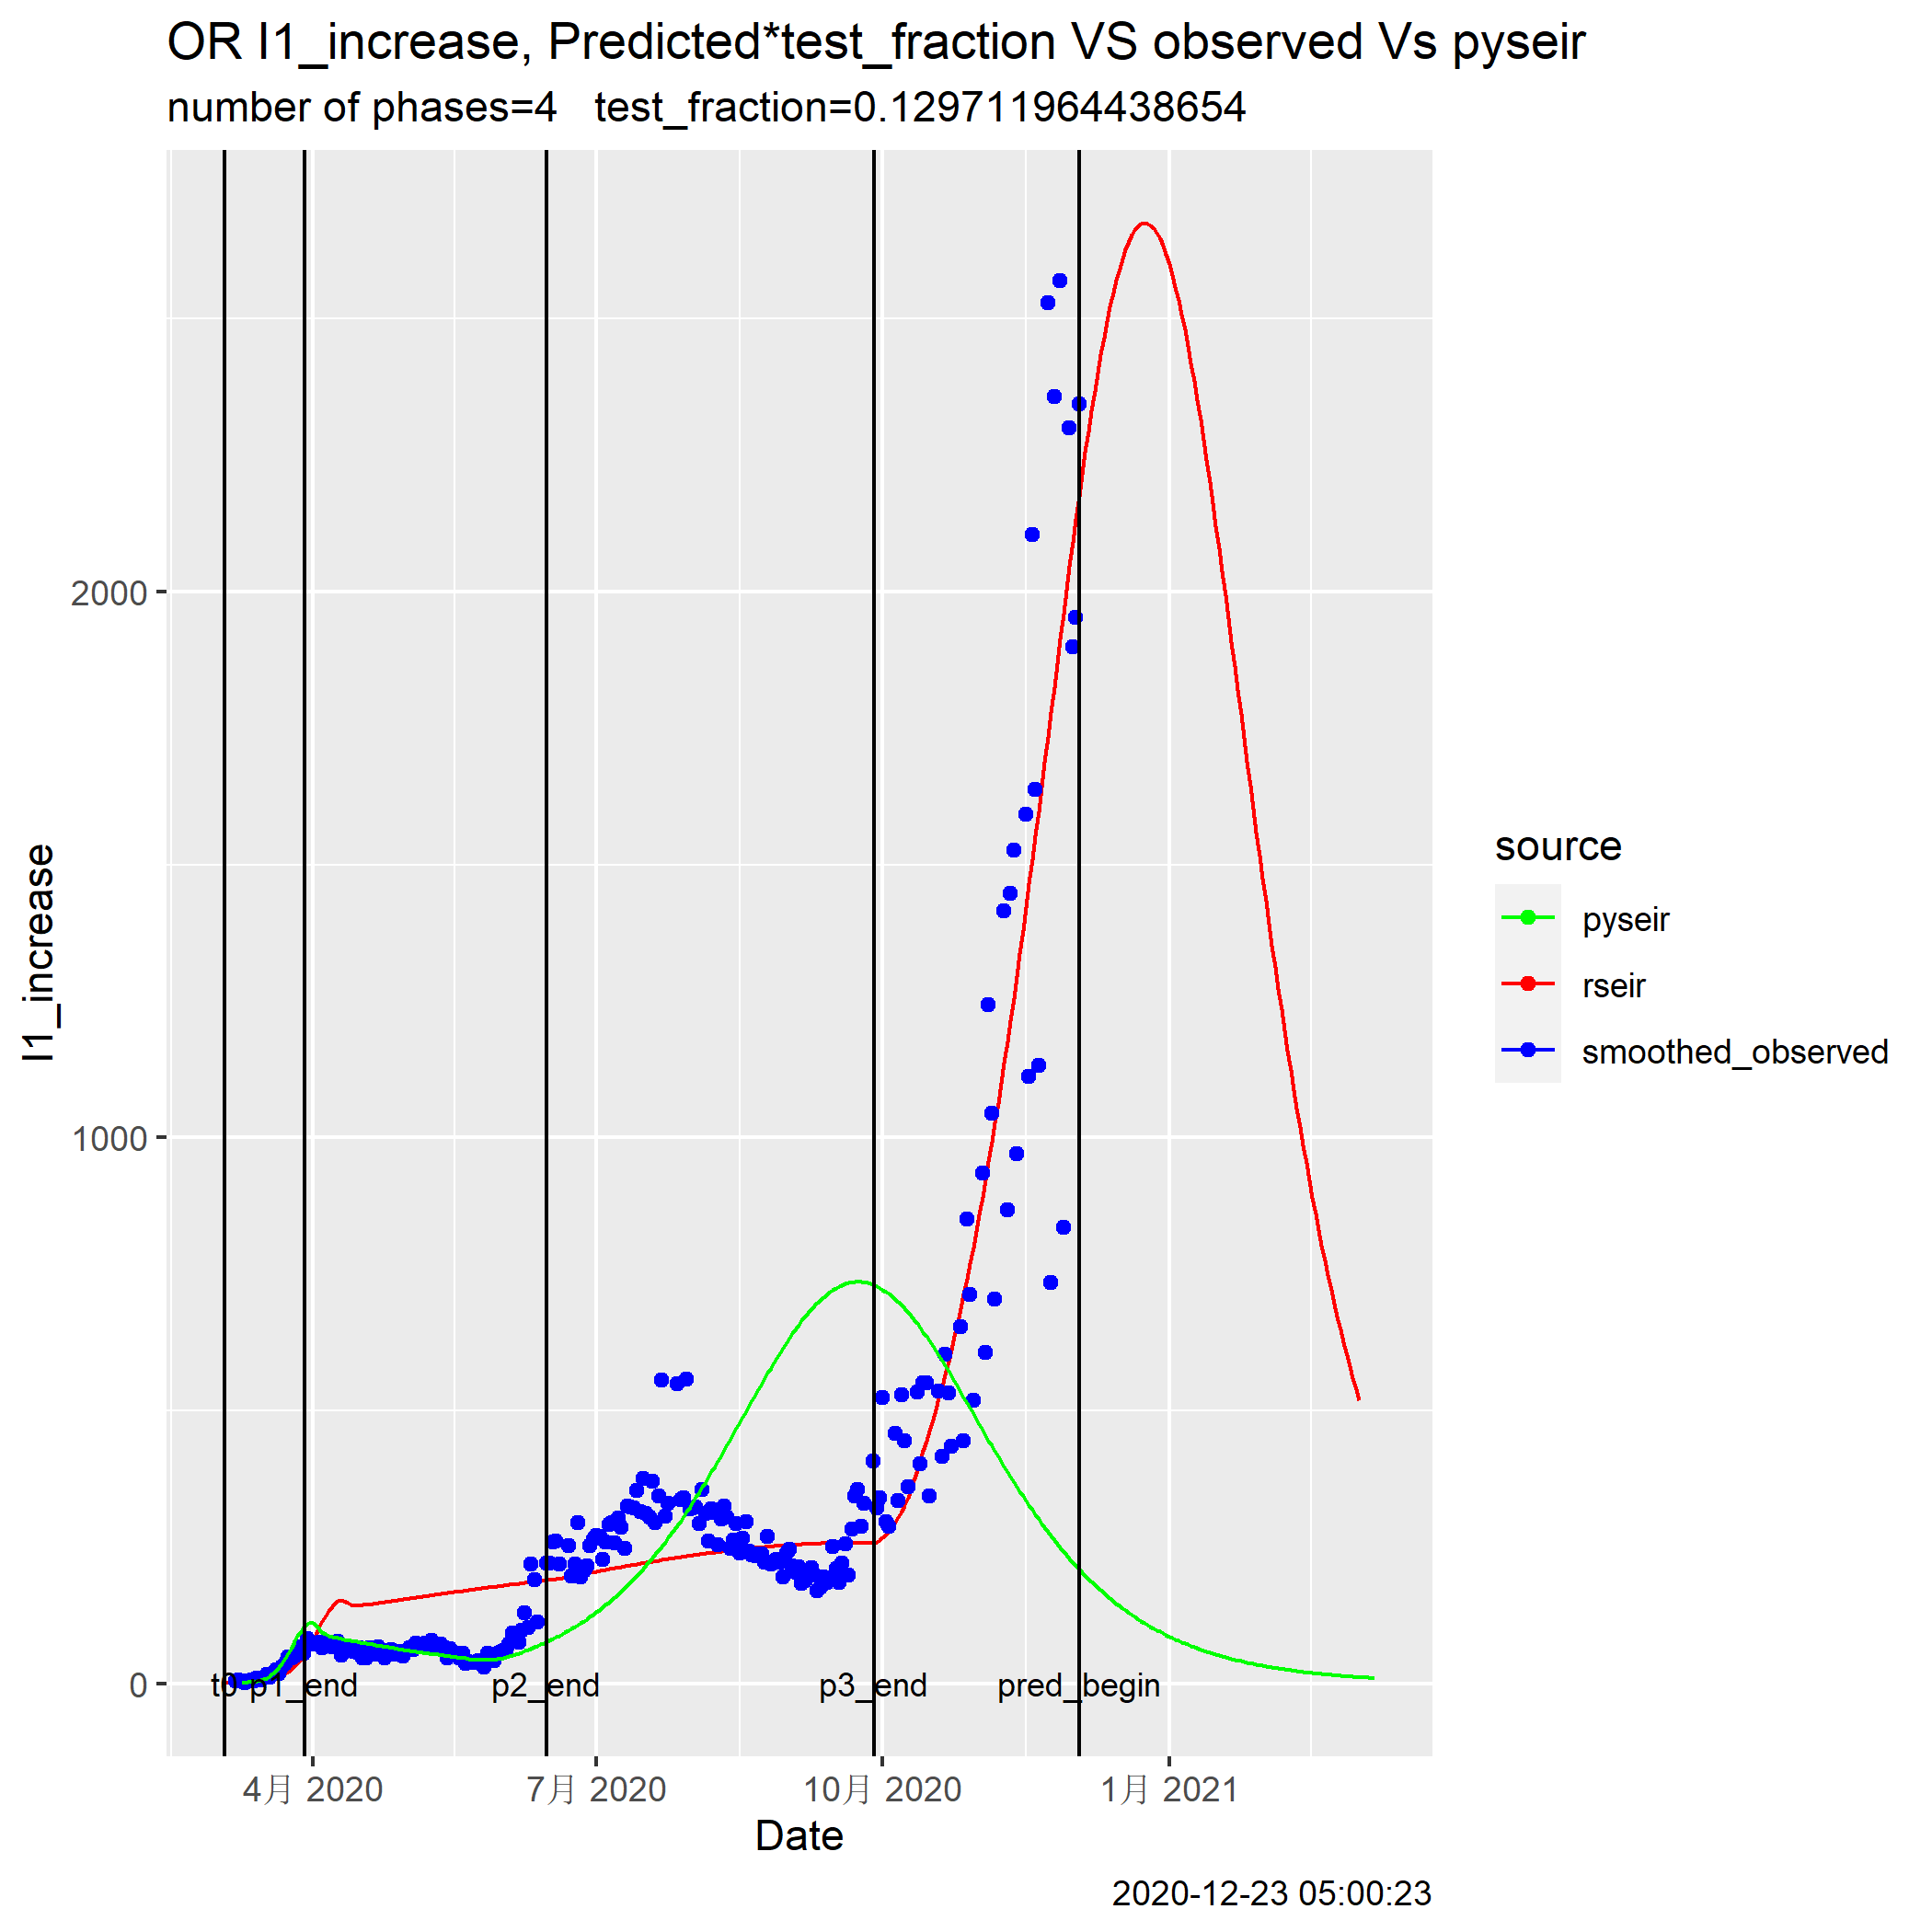 OR I1_increase, Predicted*test_fraction VS observed Vs pyseir
number of phases=4   test_fraction=0.129711964438654
I1_increase
2000
1000
0
t0 p1_end p2_end p3_end pred_begin
4月 2020 7月 2020 10月 2020 1月 2021
Date
source
pyseir
rseir
smoothed_observed
2020-12-23 05:00:23